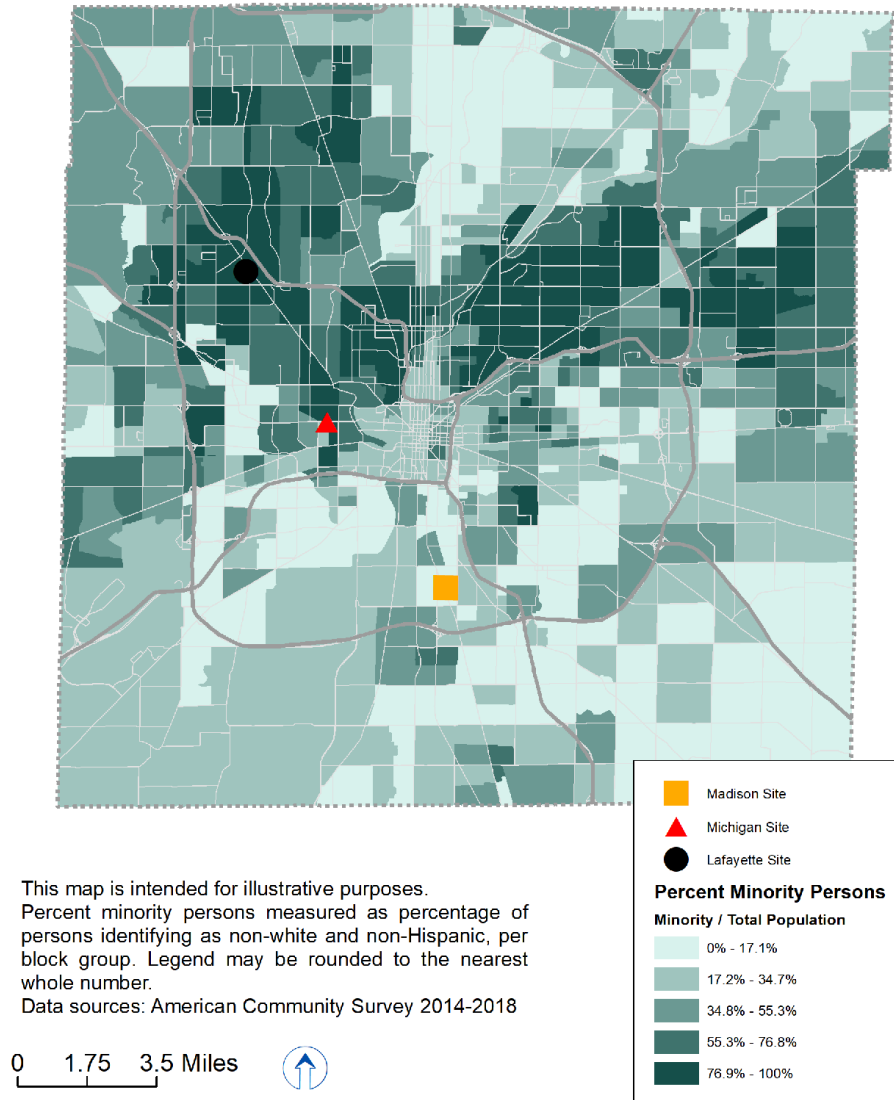 Madison Site
Michigan Site
Lafayette Site
Percent Minority Persons
Minority / Total Population
0% - 17.1%
17.2% - 34.7%
34.8% - 55.3%
55.3% - 76.8%
76.9% - 100%
This map is intended for illustrative purposes.
Percent minority persons measured as percentage of
persons identifying as non-white and non-Hispanic, per
block group. Legend may be rounded to the nearest
whole number.
Data sources: American Community Survey 2014-2018
0 1.75 3.5 Miles